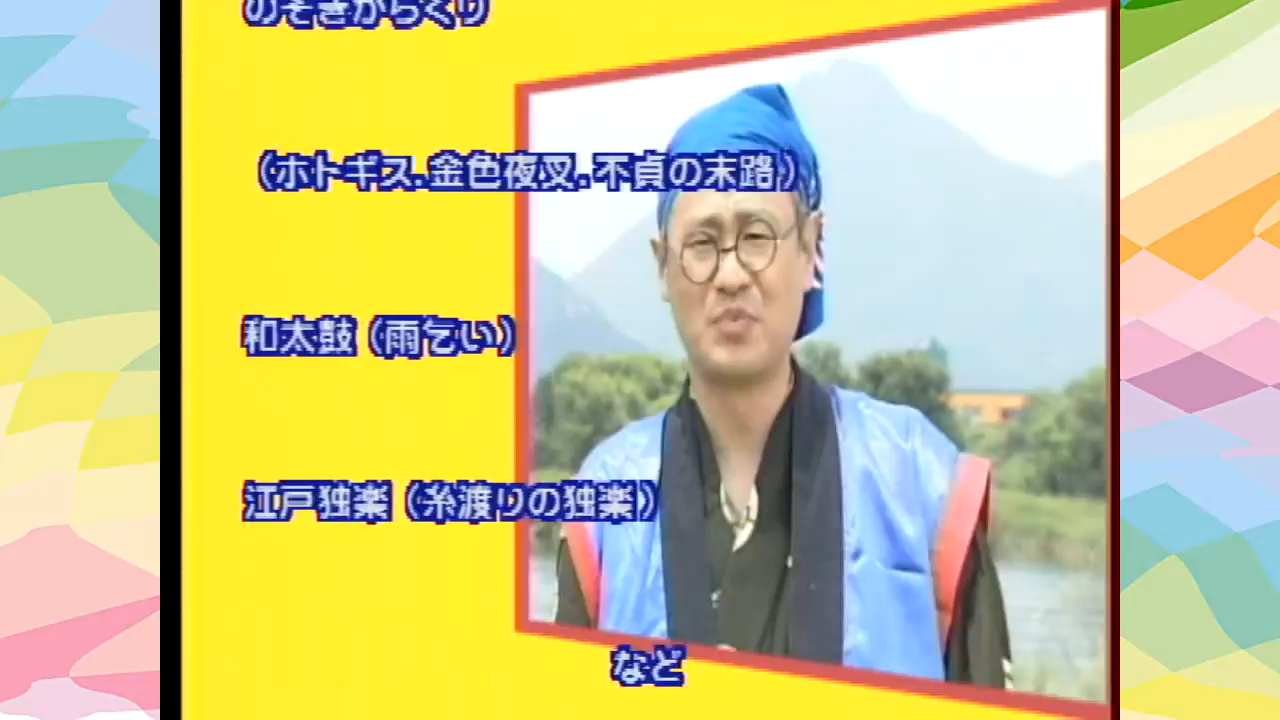 のぞきからくり
（ホトギス.金色夜叉.不貞の末路）
和太鼓（雨乞い）
江戸独楽（糸渡りの独楽）
など